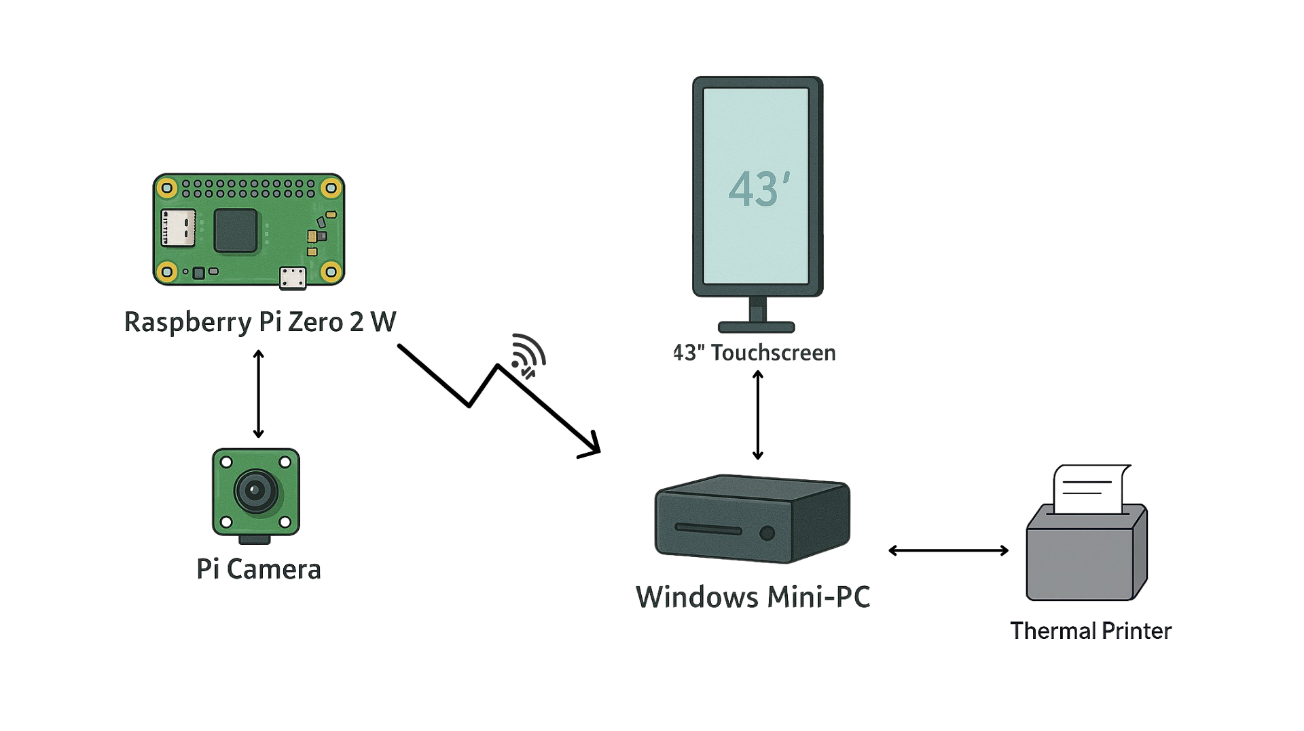 43′
Raspberry Pi Zero 2 W
43" Touchscreen
Pi Camera
Windows Mini-PC
Thermal Printer